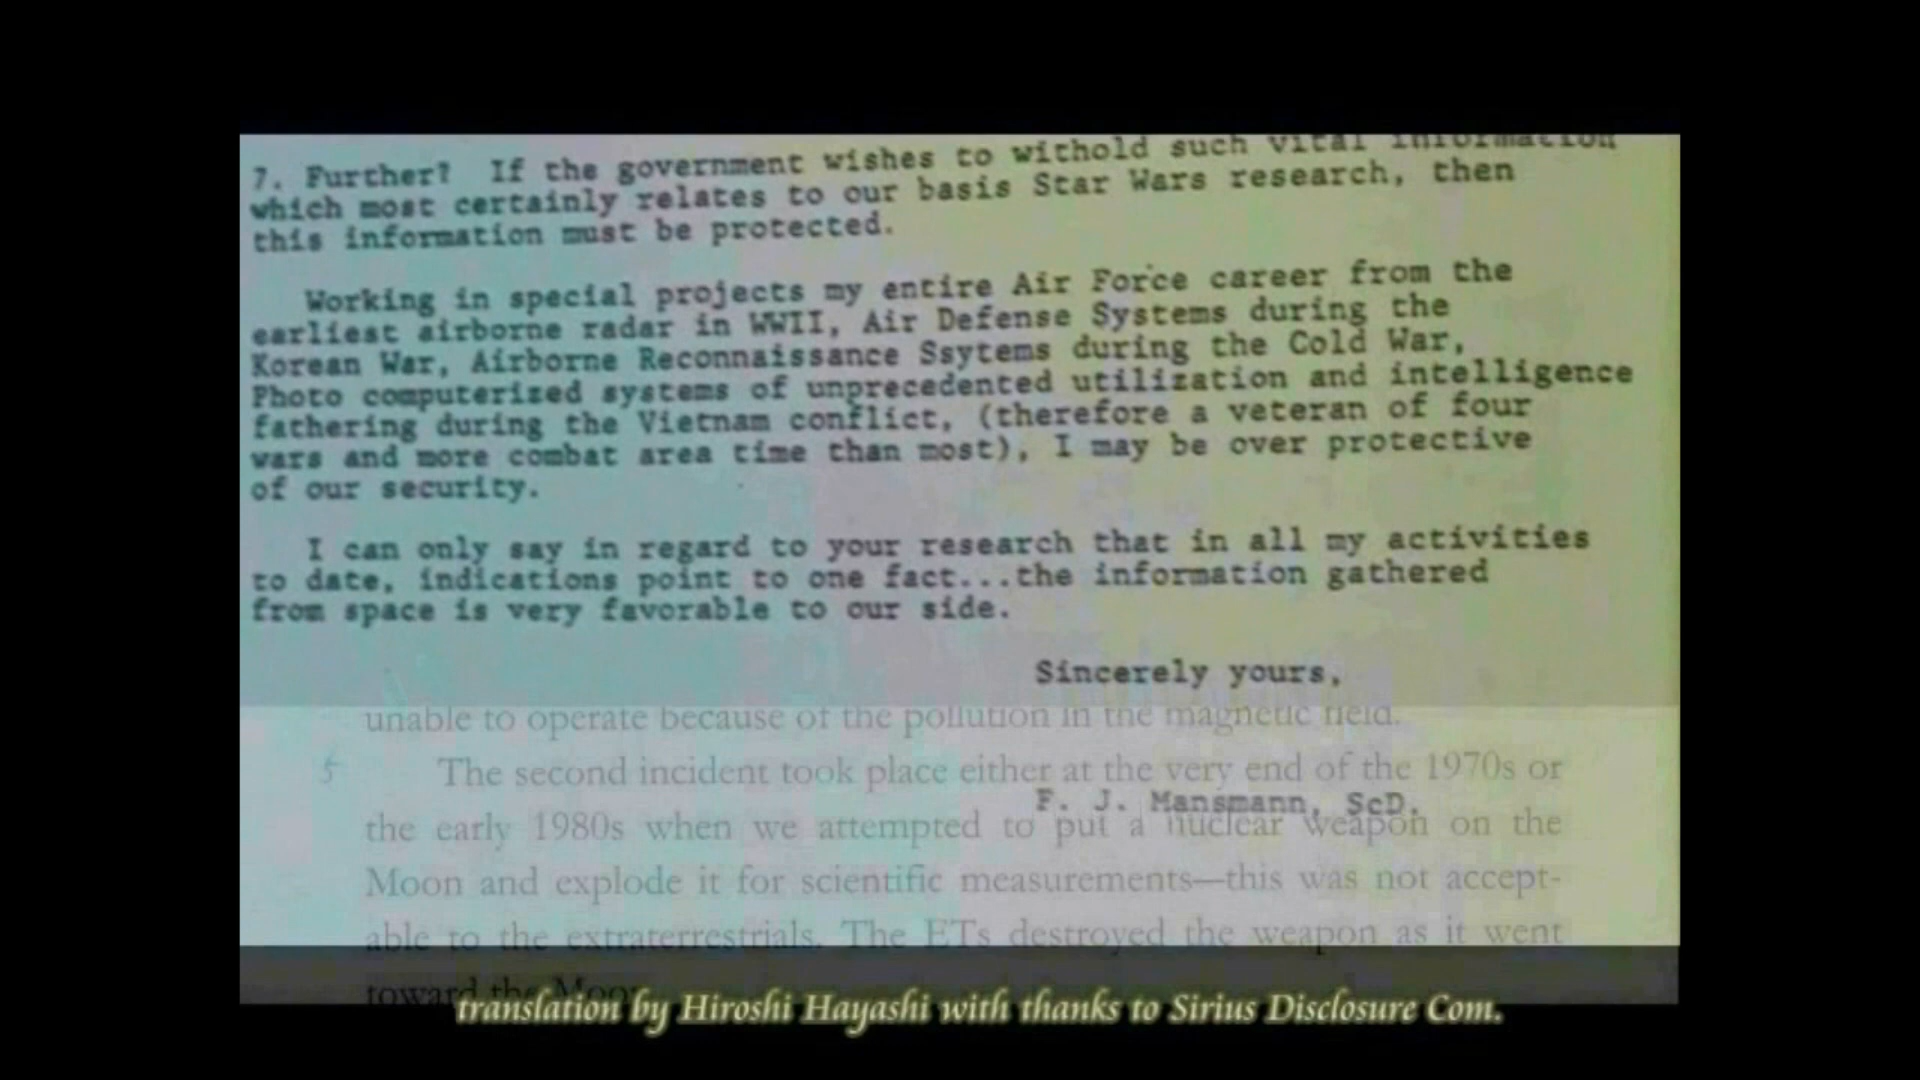 7. Further? If the government wishes to withold such vital information
which most certainly relates to our basis Star Wars research, then
this information must be protected.
Working in special projects my entire Air Force career from the
earliest airborne radar in WWII, Air Defense Systems during the
Korean War, Airborne Reconnaissance Ssytems during the Cold War,
Photo computerized systems of unprecedented utilization and intelligence
fathering during the Vietnam conflict, (therefore a veteran of four
wars and more combat area time than most), I may be over protective
of our security.
I can only say in regard to your research that in all my activities
to date, indications point to one fact...the information gathered
from space is very favorable to our side.
Sincerely yours,
F. J. Mansmann, ScD.
unable to operate because of the pollution in the magnetic field.
5 The second incident took place either at the very end of the 1970s or
the early 1980s when we attempted to put a nuclear weapon on the
Moon and explode it for scientific measurements—this was not accept-
able to the extraterrestrials. The ETs destroyed the weapon as it went
toward the Moon
translation by Hiroshi Hayashi with thanks to Sirius Disclosure Com.